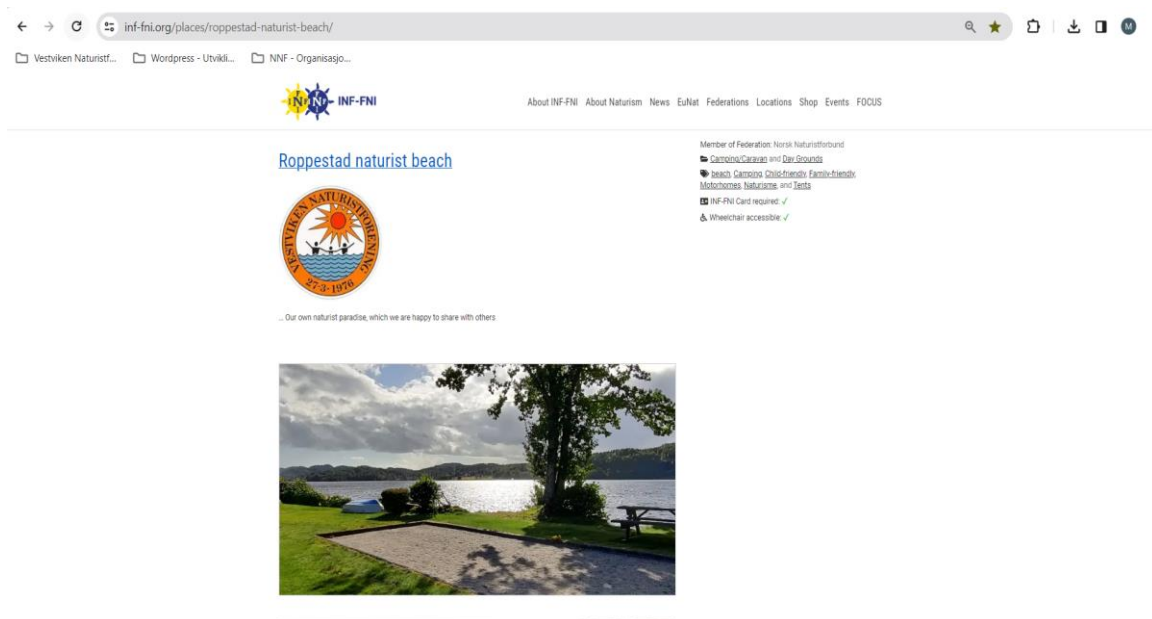 inf-fni.org/places/roppestad-naturist-beach/
M
Vestviken Naturistf... Wordpress - Utvikli... NNF - Organisasjo...
INF-FNI
About INF-FNI About Naturism News EuNat Federations Locations Shop Events FOCUS
Roppestad naturist beach
Member of Federation: Norsk Naturistforbund
Camping/Caravan and Day Grounds
beach, Camping, Child-friendly, Family-friendly,
Motorhomes, Naturisme, and Tents
INF-FNI Card required: ✓
Wheelchair accessible: ✓
VESTVIKEN NATURISTFORENING
27-3-1976
... Our own naturist paradise, which we are happy to share with others.